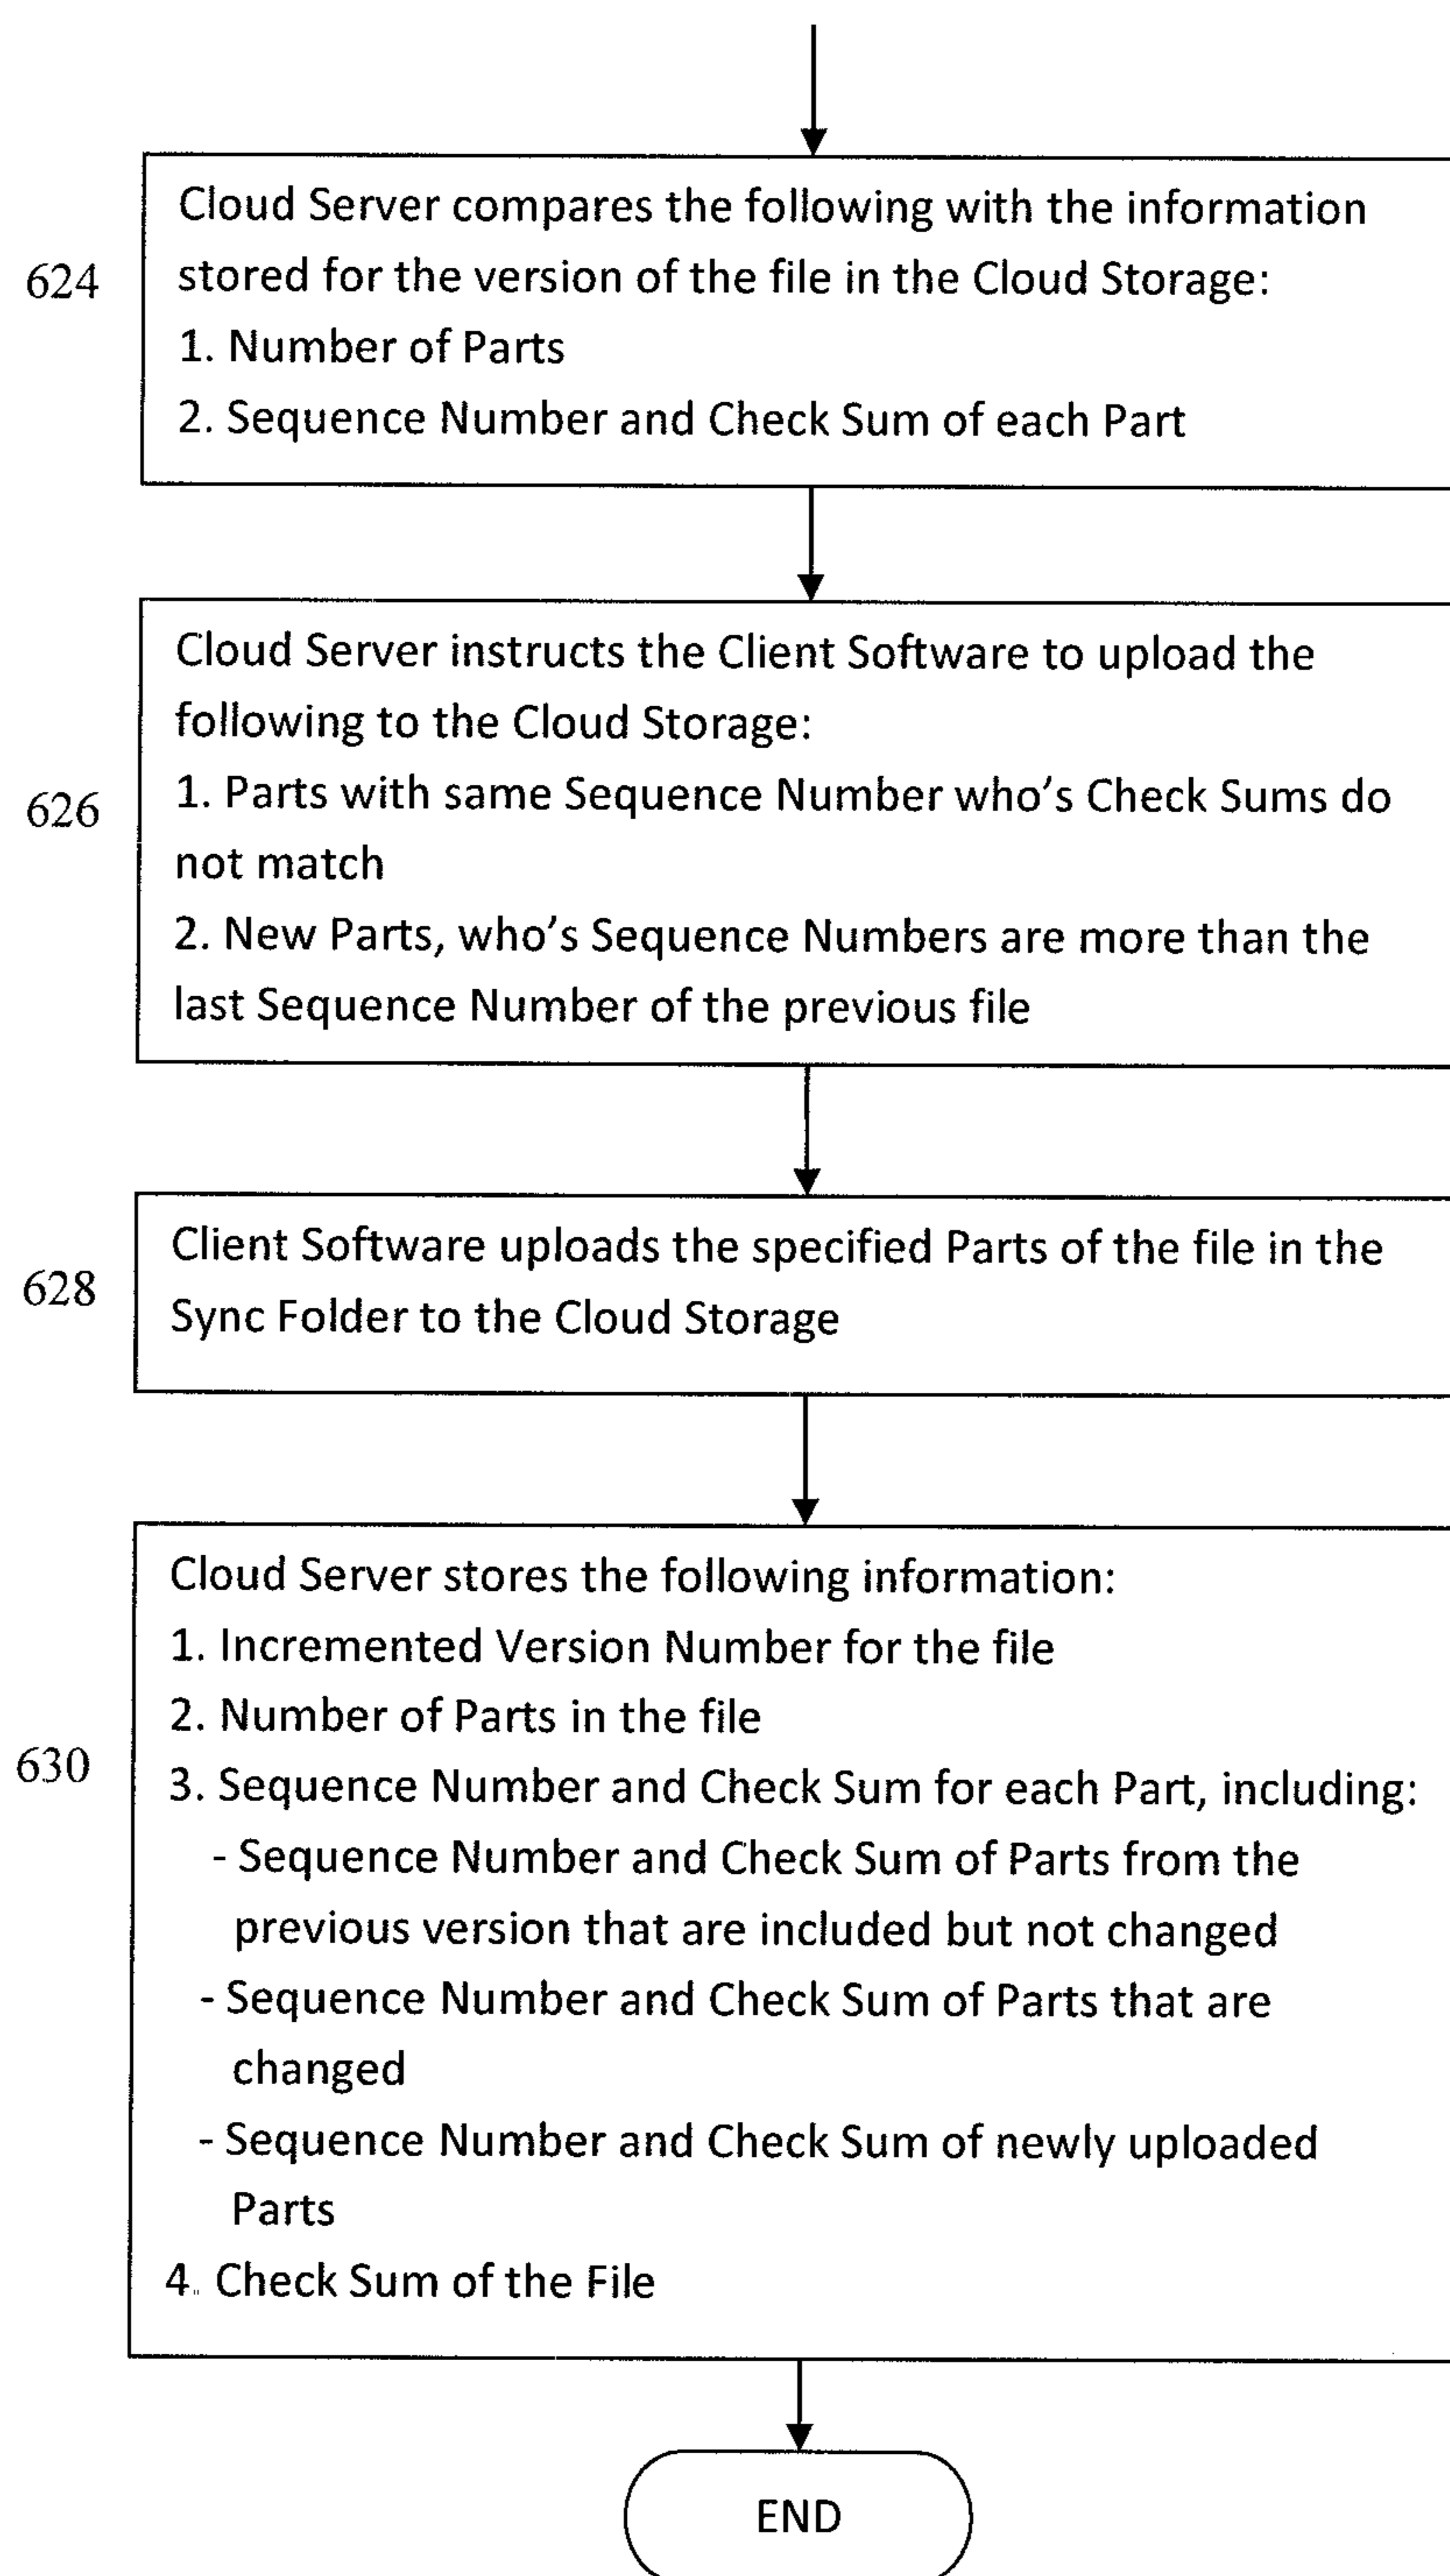 624
Cloud Server compares the following with the information
stored for the version of the file in the Cloud Storage:
1. Number of Parts
2. Sequence Number and Check Sum of each Part
626
Cloud Server instructs the Client Software to upload the
following to the Cloud Storage:
1. Parts with same Sequence Number who's Check Sums do
not match
2. New Parts, who's Sequence Numbers are more than the
last Sequence Number of the previous file
628
Client Software uploads the specified Parts of the file in the
Sync Folder to the Cloud Storage
630
Cloud Server stores the following information:
1. Incremented Version Number for the file
2. Number of Parts in the file
3. Sequence Number and Check Sum for each Part, including:
- Sequence Number and Check Sum of Parts from the
previous version that are included but not changed
- Sequence Number and Check Sum of Parts that are
changed
- Sequence Number and Check Sum of newly uploaded
Parts
4. Check Sum of the File
END